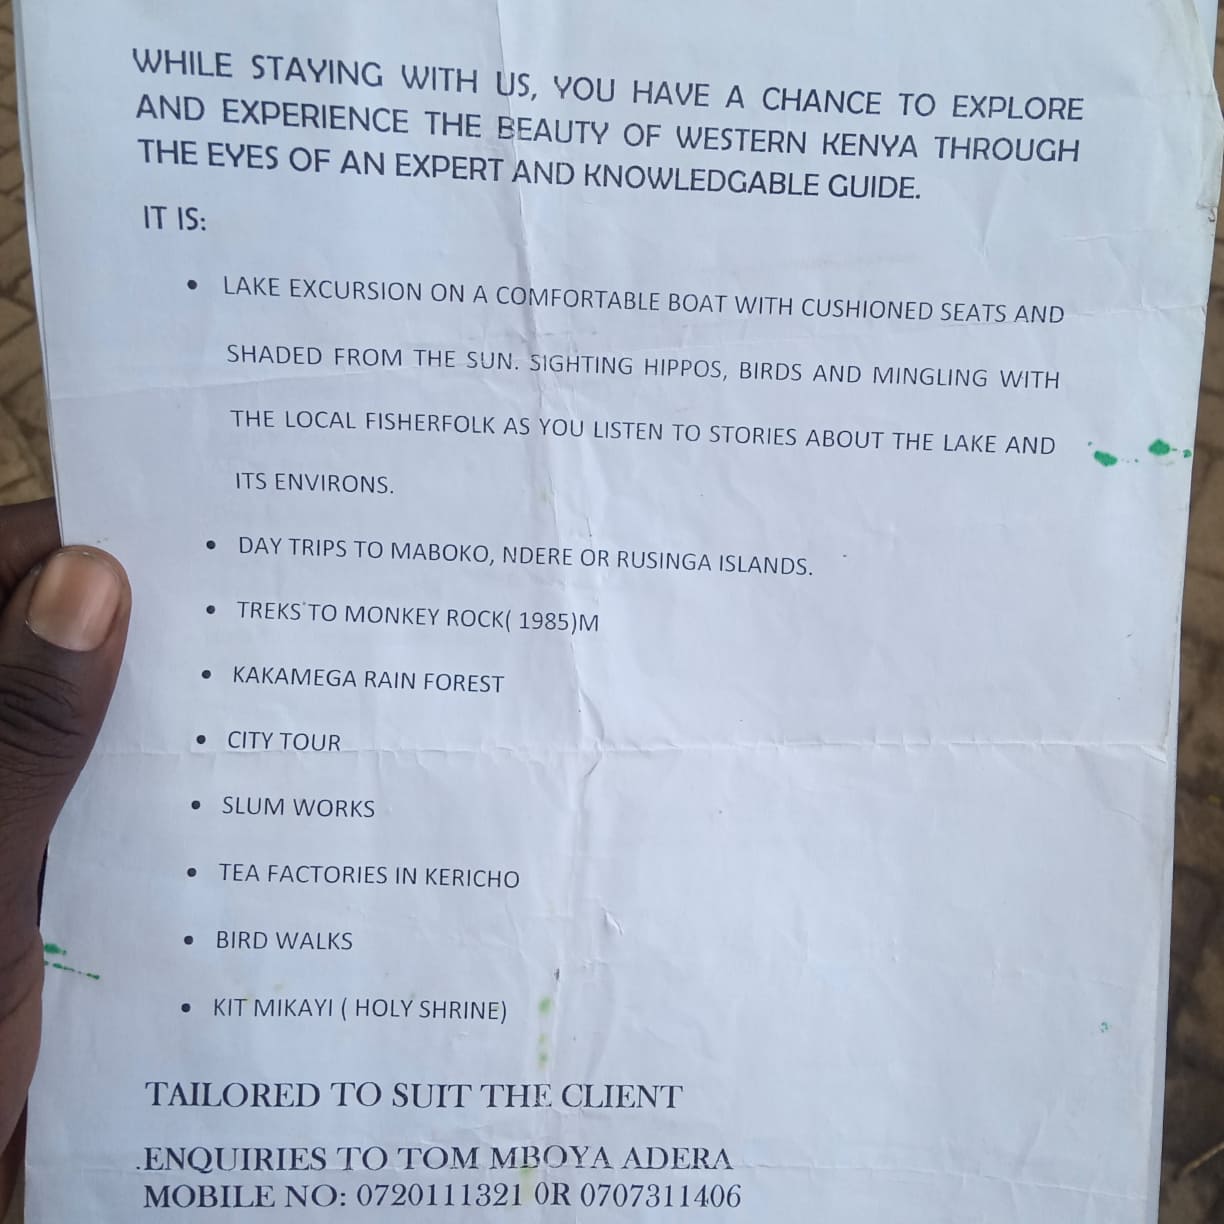 WHILE STAYING WITH US, YOU HAVE A CHANCE TO EXPLORE
AND EXPERIENCE THE BEAUTY OF WESTERN KENYA THROUGH
THE EYES OF AN EXPERT AND KNOWLEDGABLE GUIDE.
IT IS:
• LAKE EXCURSION ON A COMFORTABLE BOAT WITH CUSHIONED SEATS AND
SHADED FROM THE SUN. SIGHTING HIPPOS, BIRDS AND MINGLING WITH
THE LOCAL FISHERFOLK AS YOU LISTEN TO STORIES ABOUT THE LAKE AND
ITS ENVIRONS.
• DAY TRIPS TO MABOKO, NDERE OR RUSINGA ISLANDS.
• TREKS TO MONKEY ROCK( 1985)M
• KAKAMEGA RAIN FOREST
• CITY TOUR
• SLUM WORKS
• TEA FACTORIES IN KERICHO
• BIRD WALKS
• KIT MIKAYI ( HOLY SHRINE)
TAILORED TO SUIT THE CLIENT
.ENQUIRIES TO TOM MBOYA ADERA
MOBILE NO: 0720111321 0R 0707311406